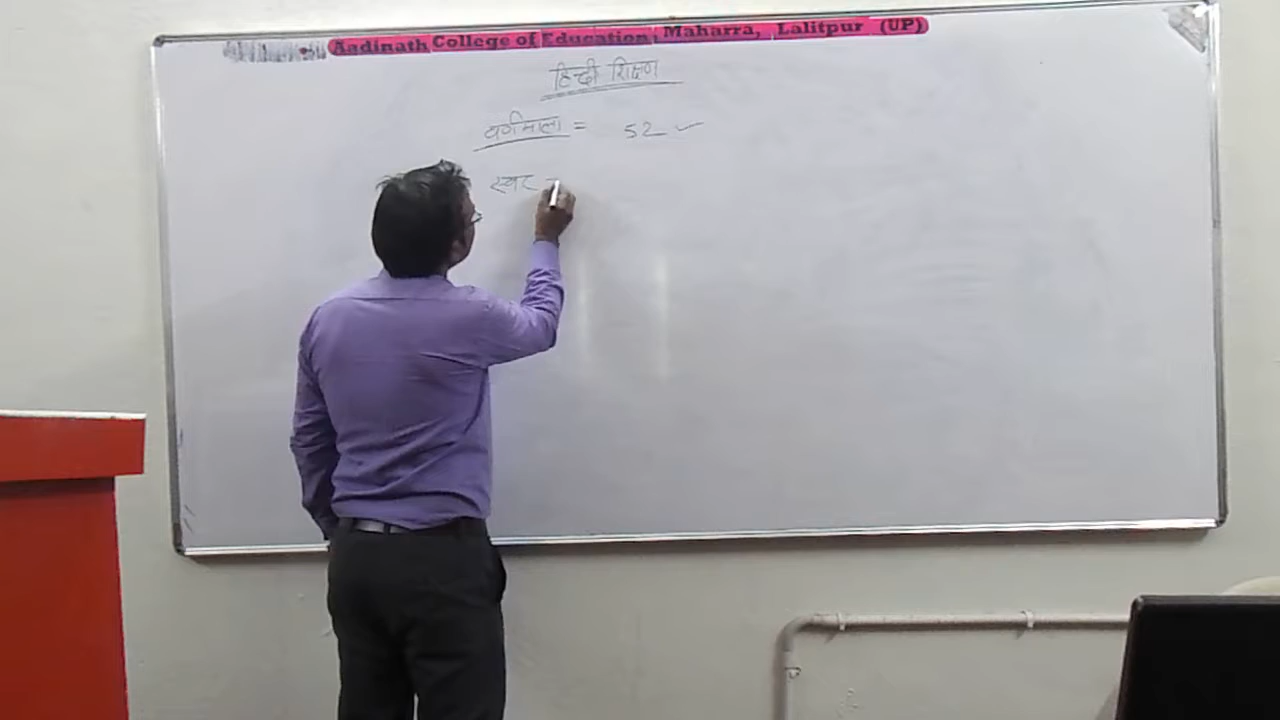 Aadinath College of Education, Maharra, Lalitpur (UP)
हिन्दी शिक्षण
वर्णमाला = 52 ✓
स्वर -